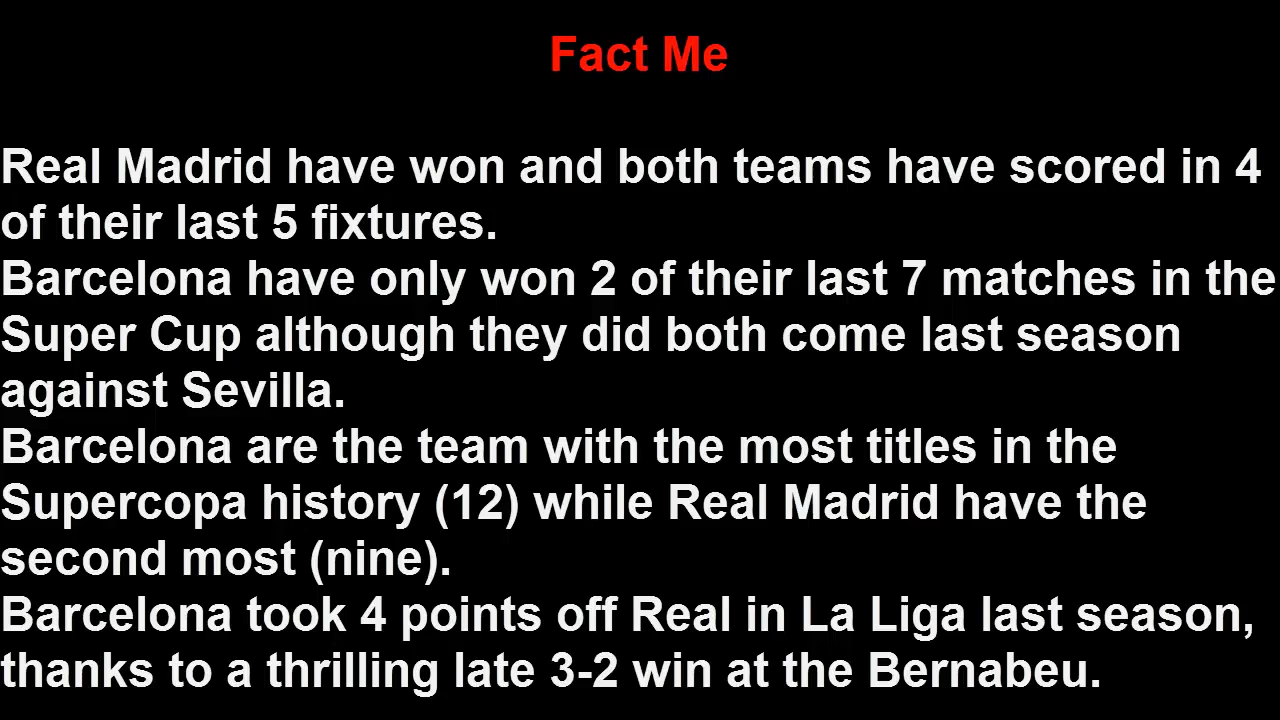 Fact Me
Real Madrid have won and both teams have scored in 4
of their last 5 fixtures.
Barcelona have only won 2 of their last 7 matches in the
Super Cup although they did both come last season
against Sevilla.
Barcelona are the team with the most titles in the
Supercopa history (12) while Real Madrid have the
second most (nine).
Barcelona took 4 points off Real in La Liga last season,
thanks to a thrilling late 3-2 win at the Bernabeu.